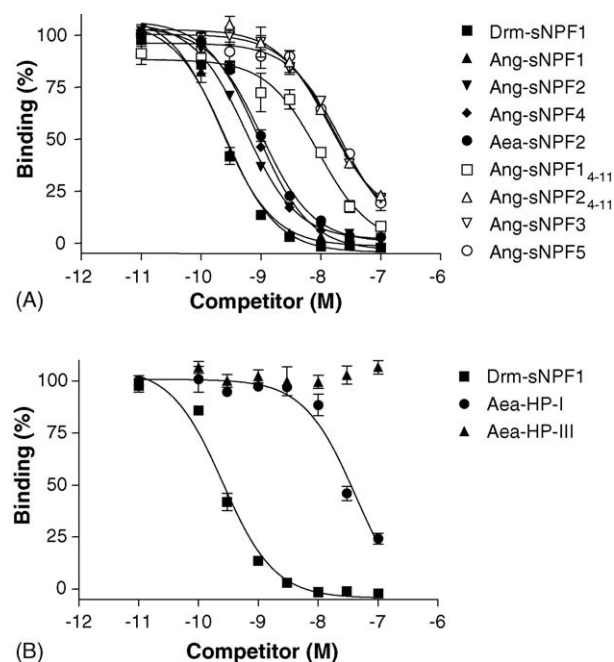 Binding (%)
100
75
50
25
0
-12 -11 -10 -9 -8 -7 -6
(A)
Competitor (M)
Drm-sNPF1
Ang-sNPF1
Ang-sNPF2
Ang-sNPF4
Aea-sNPF2
Ang-sNPF1₄₋₁₁
Ang-sNPF2₄₋₁₁
Ang-sNPF3
Ang-sNPF5
Binding (%)
100
75
50
25
0
-12 -11 -10 -9 -8 -7 -6
(B)
Competitor (M)
Drm-sNPF1
Aea-HP-I
Aea-HP-III